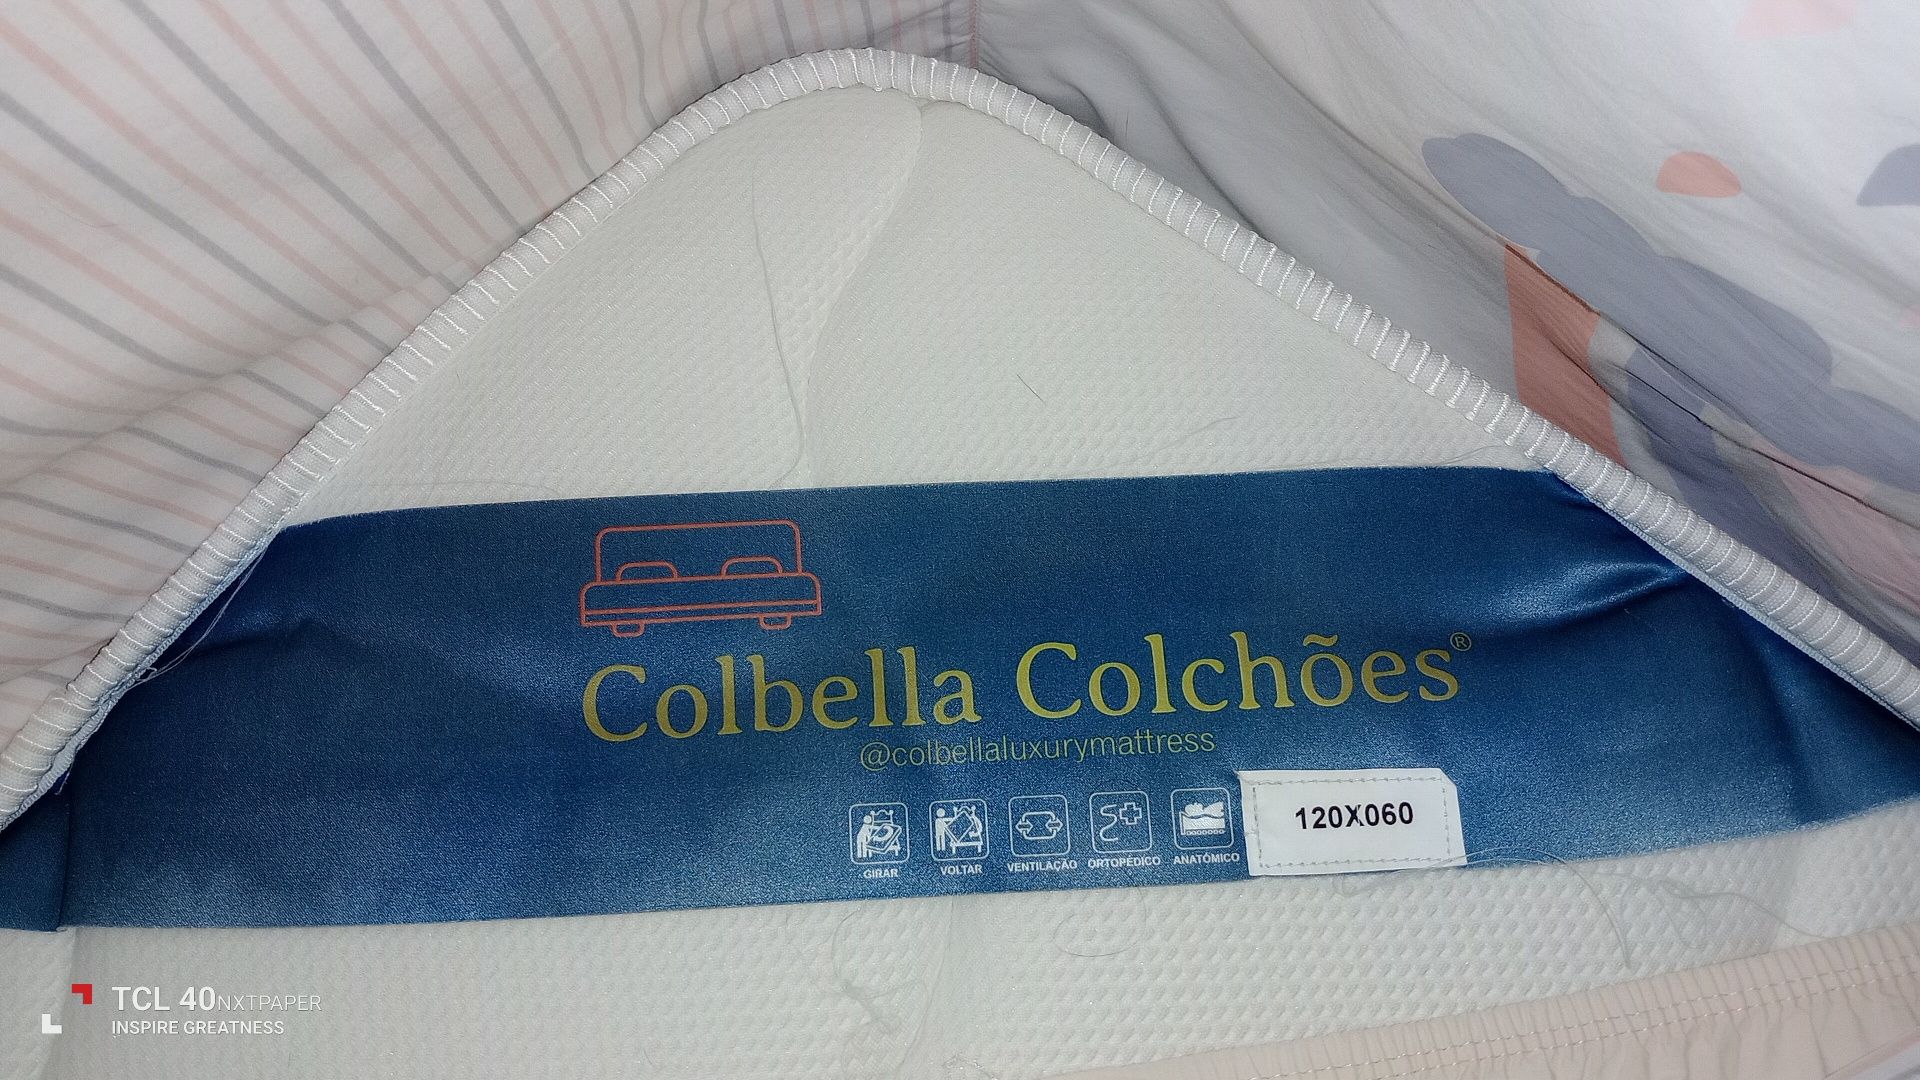 Colbella Colchões®
@colbellaluxurymattress
GIRAR VOLTAR VENTILAÇÃO ORTOPÉDICO ANATÔMICO
120X060
TCL 40NXTPAPER
INSPIRE GREATNESS